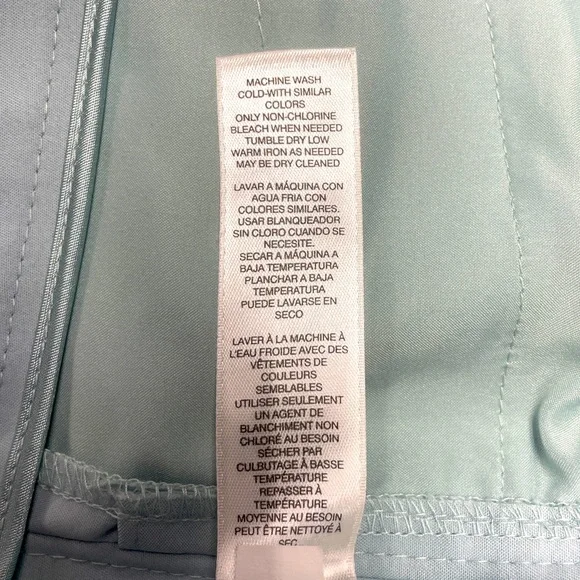 MACHINE WASH
COLD-WITH SIMILAR
COLORS
ONLY NON-CHLORINE
BLEACH WHEN NEEDED
TUMBLE DRY LOW
WARM IRON AS NEEDED
MAY BE DRY CLEANED
LAVAR A MÁQUINA CON
AGUA FRIA CON
COLORES SIMILARES.
USAR BLANQUEADOR
SIN CLORO CUANDO SE
NECESITE.
SECAR A MÁQUINA A
BAJA TEMPERATURA
PLANCHAR A BAJA
TEMPERATURA
PUEDE LAVARSE EN
SECO
LAVER À LA MACHINE À
L'EAU FROIDE AVEC DES
VÊTEMENTS DE
COULEURS
SEMBLABLES
UTILISER SEULEMENT
UN AGENT DE
BLANCHIMENT NON
CHLORÉ AU BESOIN
SÉCHER PAR
CULBUTAGE À BASSE
TEMPÉRATURE
REPASSER À
TEMPÉRATURE
MOYENNE AU BESOIN
PEUT ÊTRE NETTOYÉ À
SEC